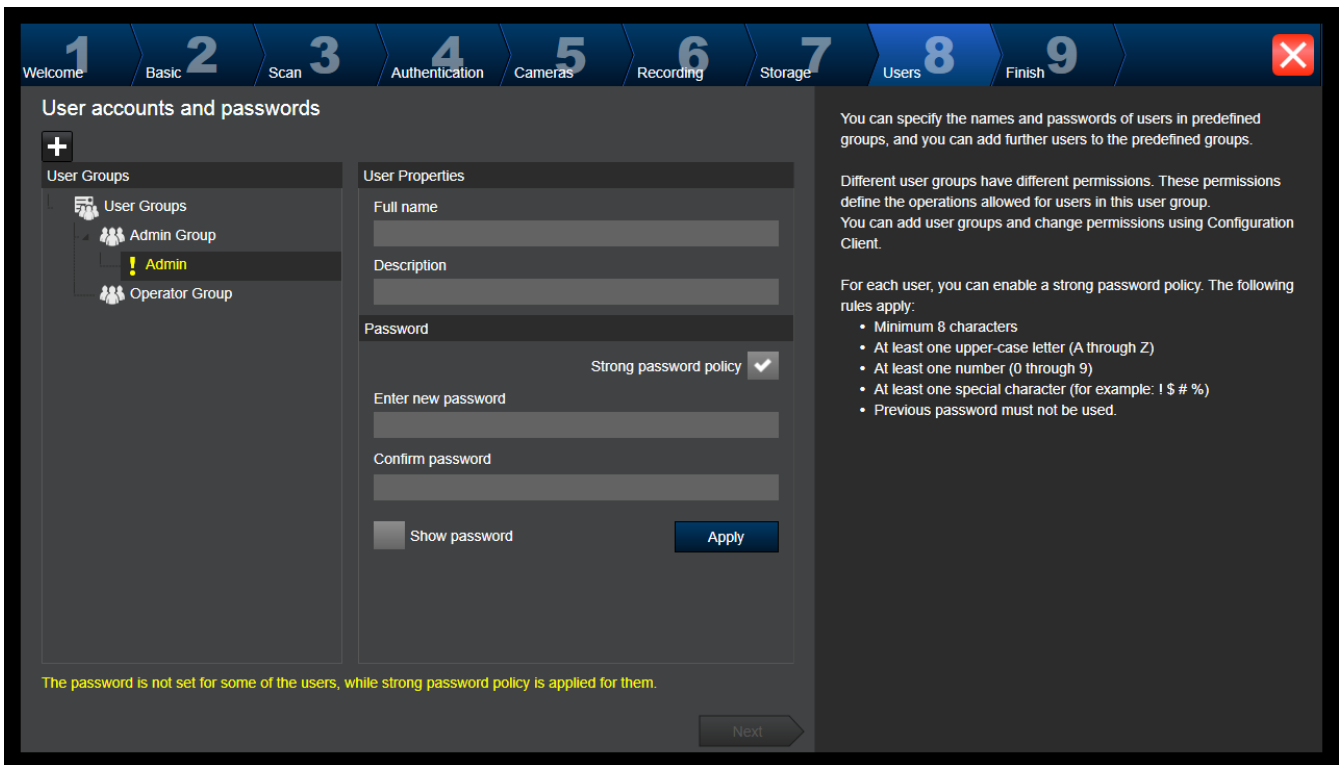 1 Welcome
2 Basic
3 Scan
4 Authentication
5 Cameras
6 Recording
7 Storage
8 Users
9 Finish
User accounts and passwords
User Groups
User Groups
Admin Group
Admin
Operator Group
User Properties
Full name
Description
Password
Strong password policy
Enter new password
Confirm password
Show password
Apply
The password is not set for some of the users, while strong password policy is applied for them.
Next
You can specify the names and passwords of users in predefined
groups, and you can add further users to the predefined groups.
Different user groups have different permissions. These permissions
define the operations allowed for users in this user group.
You can add user groups and change permissions using Configuration
Client.
For each user, you can enable a strong password policy. The following
rules apply:
• Minimum 8 characters
• At least one upper-case letter (A through Z)
• At least one number (0 through 9)
• At least one special character (for example: ! $ # %)
• Previous password must not be used.